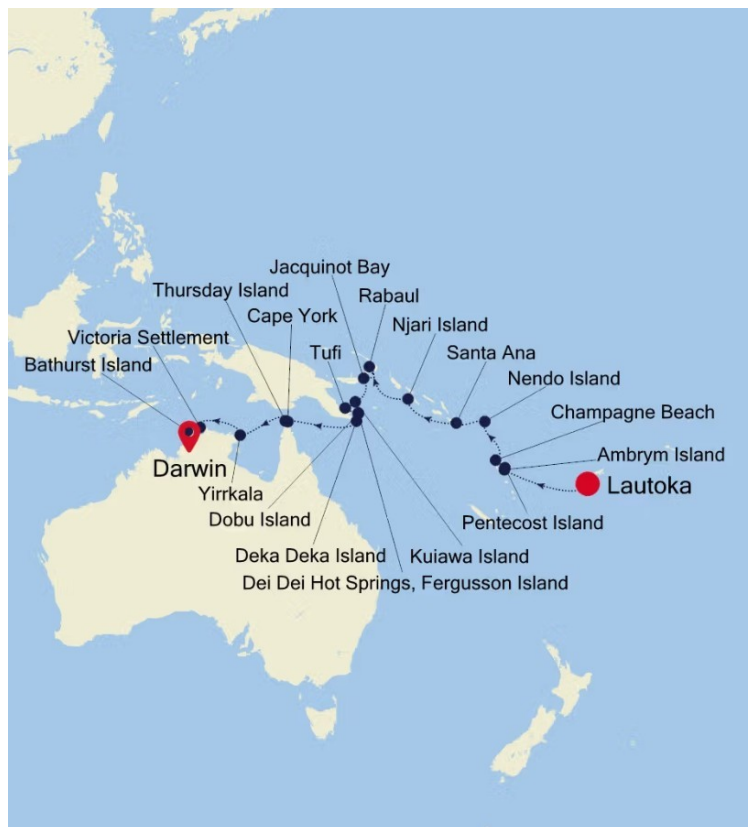 Jacquinot Bay
Thursday Island
Rabaul
Cape York
Njari Island
Victoria Settlement
Tufi
Santa Ana
Bathurst Island
Nendo Island
Champagne Beach
Ambrym Island
Darwin
Lautoka
Yirrkala
Dobu Island
Pentecost Island
Deka Deka Island
Kuiawa Island
Dei Dei Hot Springs, Fergusson Island